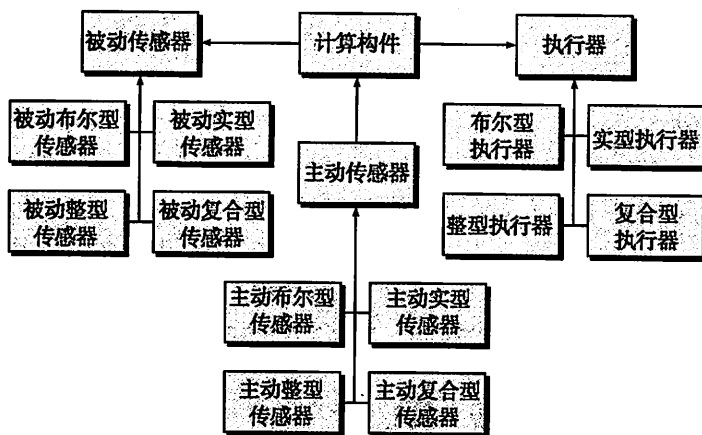 被动传感器
计算构件
执行器
被动布尔型
传感器
被动实型
传感器
布尔型
执行器
实型执行器
主动传感器
被动整型
传感器
被动复合型
传感器
整型执行器
复合型
执行器
主动布尔型
传感器
主动实型
传感器
主动整型
传感器
主动复合型
传感器